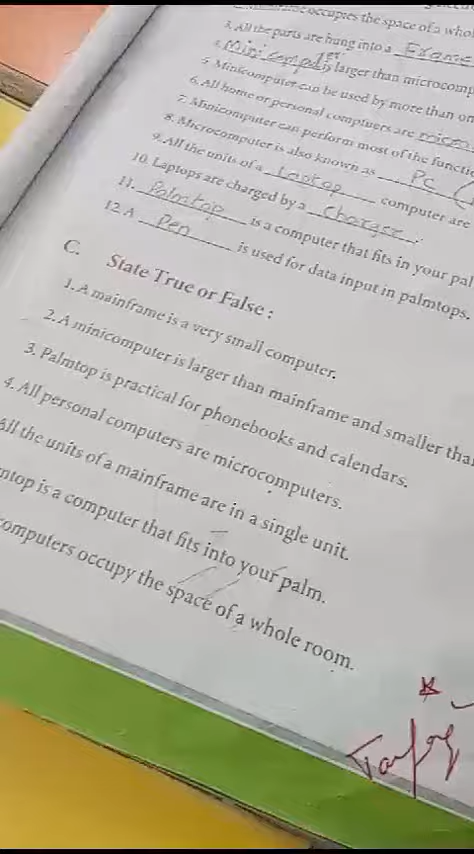 occupies the space of a whol
3. All the parts are hung into a Frame
4. Minicomputer is larger than microcomp
5. Minicomputer can be used by more than on
6. All home or personal computers are micro
7. Minicomputer can perform most of the functi
8. Microcomputer is also known as PC
9. All the units of a Laptop computer are
10. Laptops are charged by a Charger.
11. Palmtop is a computer that fits in your pal
12. A Pen is used for data input in palmtops.
C. State True or False :
1. A mainframe is a very small computer.
2. A minicomputer is larger than mainframe and smaller tha
3. Palmtop is practical for phonebooks and calendars.
4. All personal computers are microcomputers.
All the units of a mainframe are in a single unit.
ntop is a computer that fits into your palm.
omputers occupy the space of a whole room.